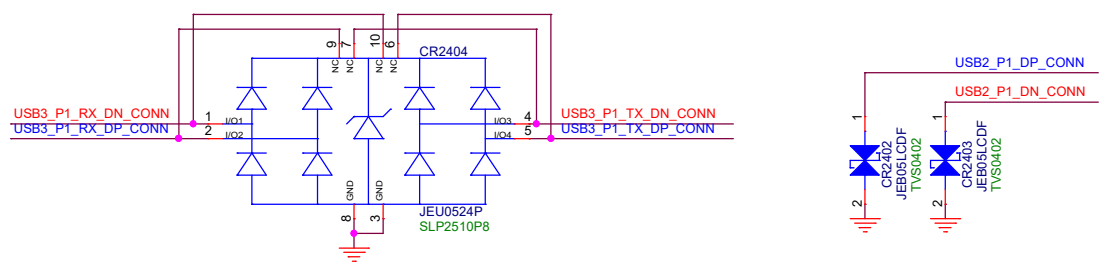 9
7
10
6
NC
NC
NC
NC
CR2404
USB3_P1_RX_DN_CONN
1
I/O1
USB3_P1_RX_DP_CONN
2
I/O2
I/O3
4
USB3_P1_TX_DN_CONN
I/O4
5
USB3_P1_TX_DP_CONN
GND
GND
8
3
JEU0524P
SLP2510P8
USB2_P1_DP_CONN
USB2_P1_DN_CONN
1
2
CR2402
JEB05LCDF
TVS0402
1
2
CR2403
JEB05LCDF
TVS0402